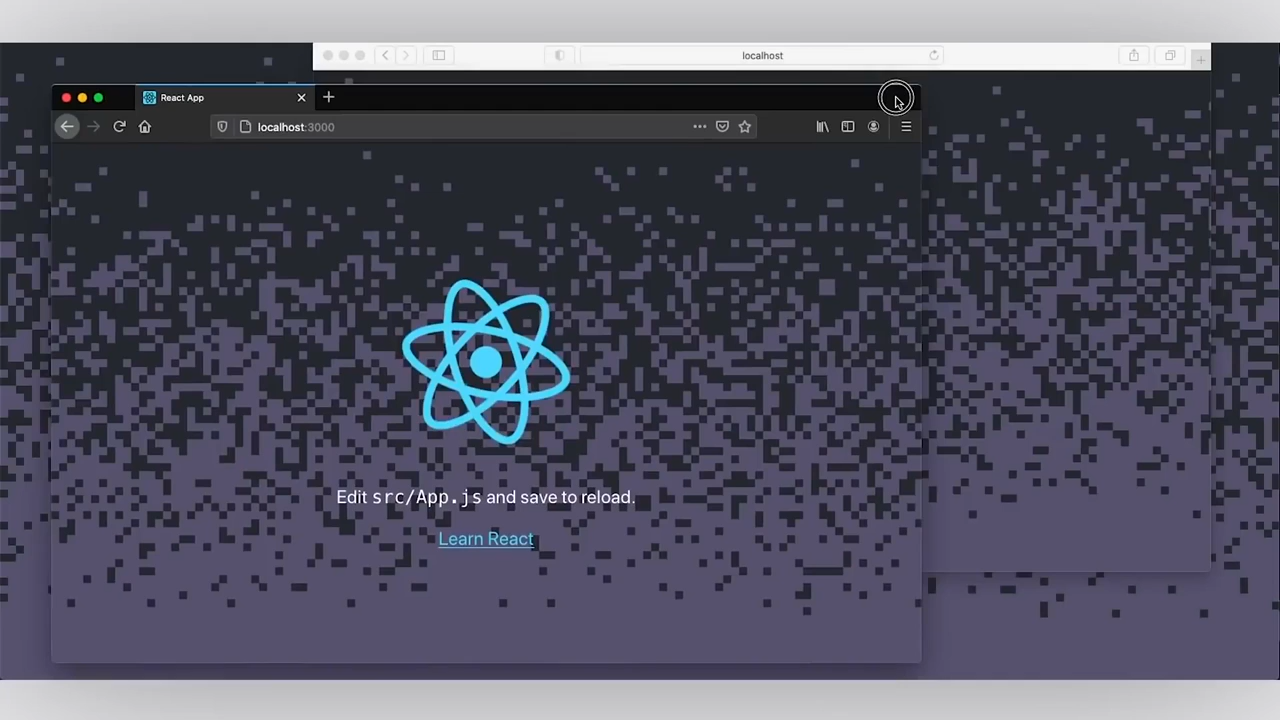 localhost
React App
localhost:3000
Edit src/App.js and save to reload.
Learn React